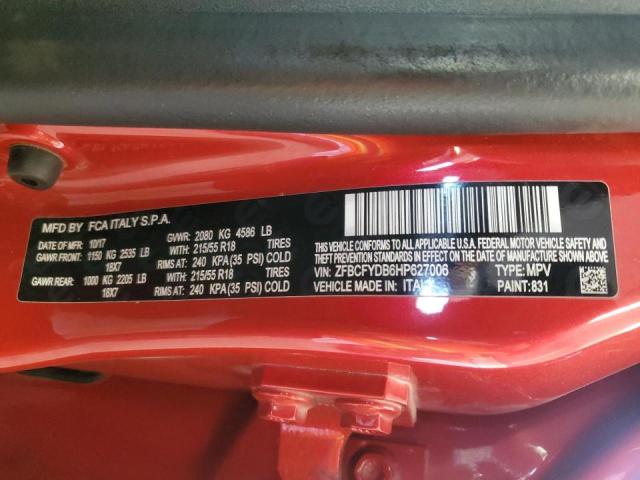 MFD BY FCA ITALY S.P.A.
DATE OF MFR: 10/17 GVWR: 2080 KG 4586 LB
GAWR FRONT: 1150 KG 2535 LB WITH: 215/55 R18 TIRES
18X7 RIMS AT: 240 KPA(35 PSI) COLD
GAWR REAR: 1000 KG 2205 LB WITH: 215/55 R18 TIRES
18X7 RIMS AT: 240 KPA(35 PSI) COLD
THIS VEHICLE CONFORMS TO ALL APPLICABLE FEDERAL MOTOR VEHICLE SAFETY
AND THEFT PREVENTION STANDARDS IN EFFECT ON THE DATE OF MANUFACTURE SHOWN ABOVE.
VIN: ZFBCFYDB6HP627006 TYPE: MPV
VEHICLE MADE IN: ITALY PAINT: 831